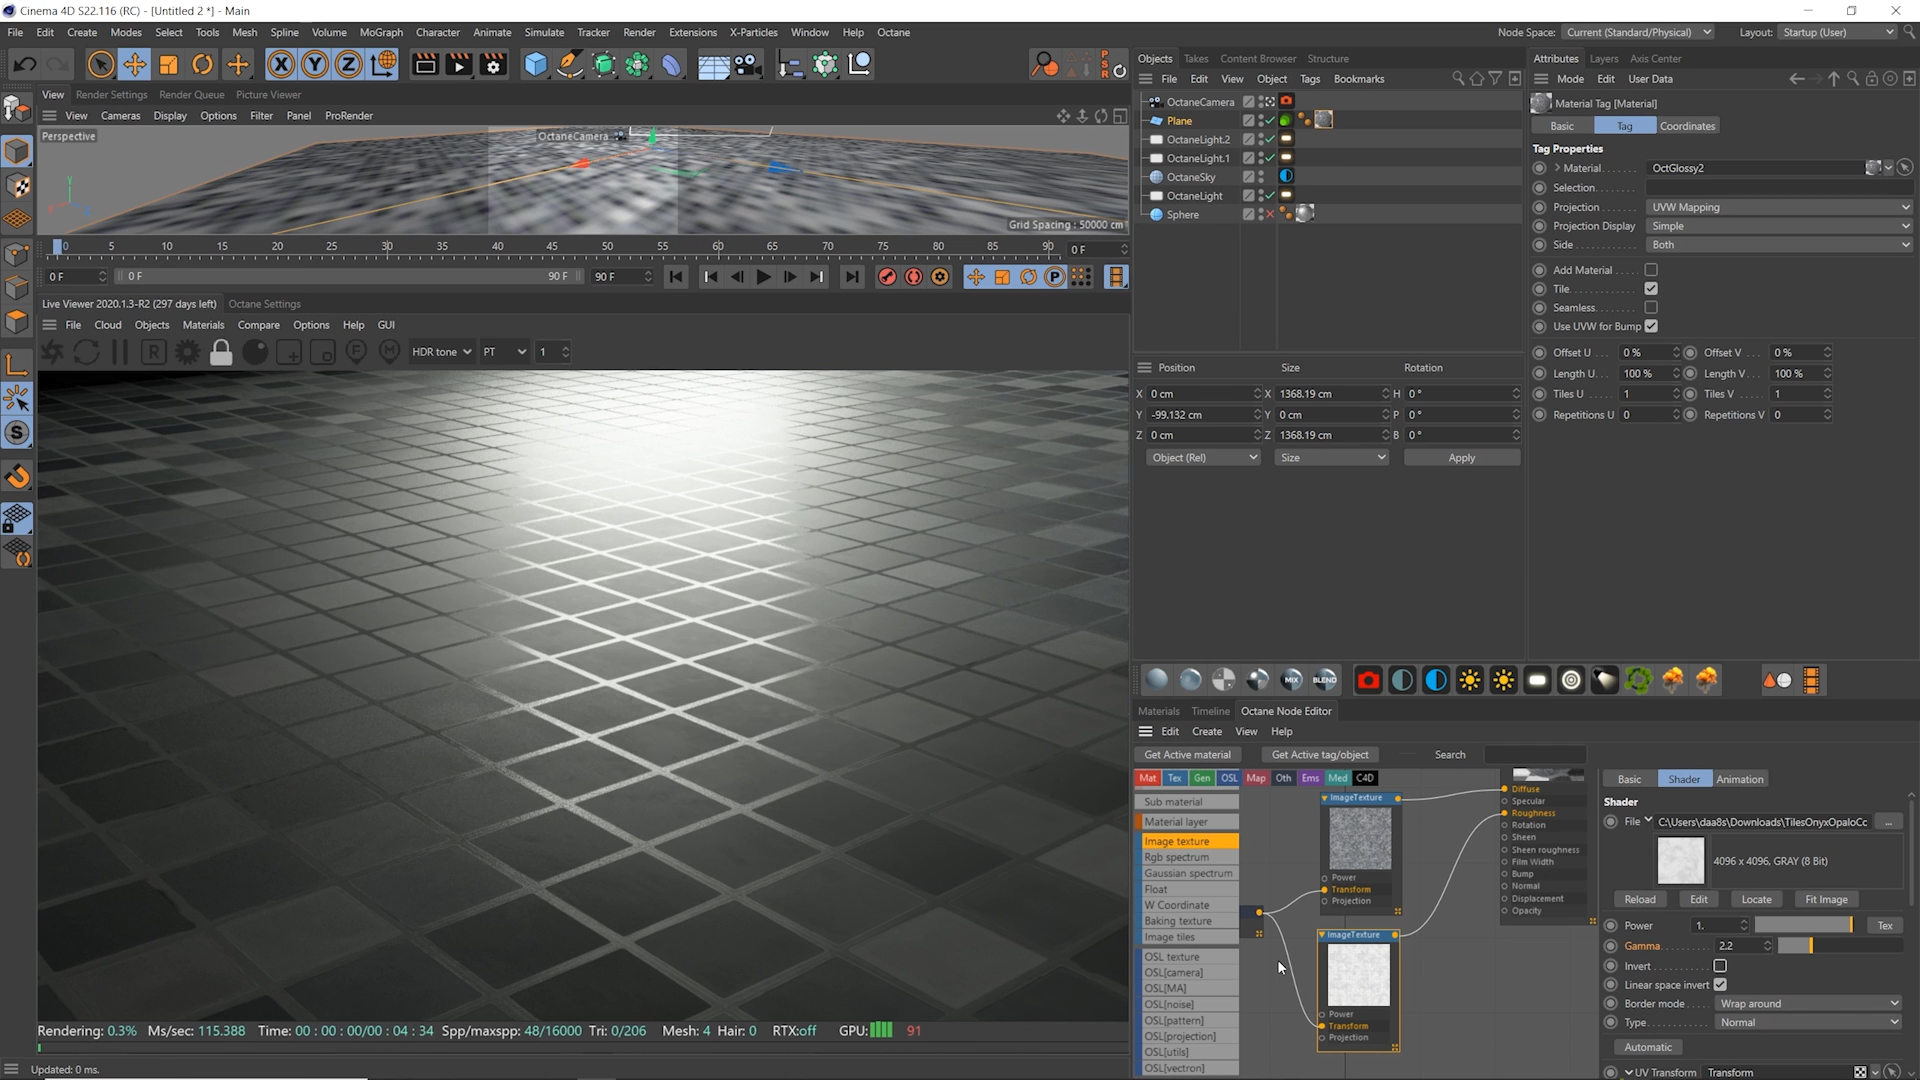 Cinema 4D S22.116 (RC) - [Untitled 2 *] - Main
File Edit Create Modes Select Tools Mesh Spline Volume MoGraph Character Animate Simulate Tracker Render Extensions X-Particles Window Help Octane
Node Space: Current (Standard/Physical) Layout: Startup (User)
X Y Z PSR
View Render Settings Render Queue Picture Viewer
View Cameras Display Options Filter Panel ProRender
Perspective OctaneCamera
Y
Grid Spacing : 50000 cm
0 5 10 15 20 25 30 35 40 45 50 55 60 65 70 75 80 85 90 0 F
0 F 0 F 90 F 90 F P
Live Viewer 2020.1.3-R2 (297 days left) Octane Settings
File Cloud Objects Materials Compare Options Help GUI
R F M HDR tone PT 1
Rendering: 0.3% Ms/sec: 115.388 Time: 00 : 00 : 00/00 : 04 : 34 Spp/maxspp: 48/16000 Tri: 0/206 Mesh: 4 Hair: 0 RTX:off GPU: 91
Updated: 0 ms.
Objects Takes Content Browser Structure
File Edit View Object Tags Bookmarks
OctaneCamera
Plane
OctaneLight.2
OctaneLight.1
OctaneSky
OctaneLight
Sphere
Position Size Rotation
X 0 cm X 1368.19 cm H 0 °
Y -99.132 cm Y 0 cm P 0 °
Z 0 cm Z 1368.19 cm B 0 °
Object (Rel) Size Apply
MIX BLEND
Materials Timeline Octane Node Editor
Edit Create View Help
Get Active material Get Active tag/object Search
Mat Tex Gen OSL Map Oth Ems Med C4D
Sub material
Material layer
Image texture
Rgb spectrum
Gaussian spectrum
Float
W Coordinate
Baking texture
Image tiles
OSL texture
OSL[camera]
OSL[MA]
OSL[noise]
OSL[pattern]
OSL[projection]
OSL[utils]
OSL[vectron]
ImageTexture
Power
Transform
Projection
ImageTexture
Power
Transform
Projection
Diffuse
Specular
Roughness
Rotation
Sheen
Sheen roughness
Film Width
Bump
Normal
Displacement
Opacity
Attributes Layers Axis Center
Mode Edit User Data
Material Tag [Material]
Basic Tag Coordinates
Tag Properties
Material OctGlossy2
Selection
Projection UVW Mapping
Projection Display Simple
Side Both
Add Material
Tile
Seamless
Use UVW for Bump
Offset U 0 % Offset V 0 %
Length U 100 % Length V 100 %
Tiles U 1 Tiles V 1
Repetitions U 0 Repetitions V 0
Basic Shader Animation
Shader
File C:\Users\daa8s\Downloads\TilesOnyxOpaloCc ...
4096 x 4096, GRAY (8 Bit)
Reload Edit Locate Fit Image
Power 1. Tex
Gamma 2.2
Invert
Linear space invert
Border mode Wrap around
Type Normal
Automatic
UV Transform Transform